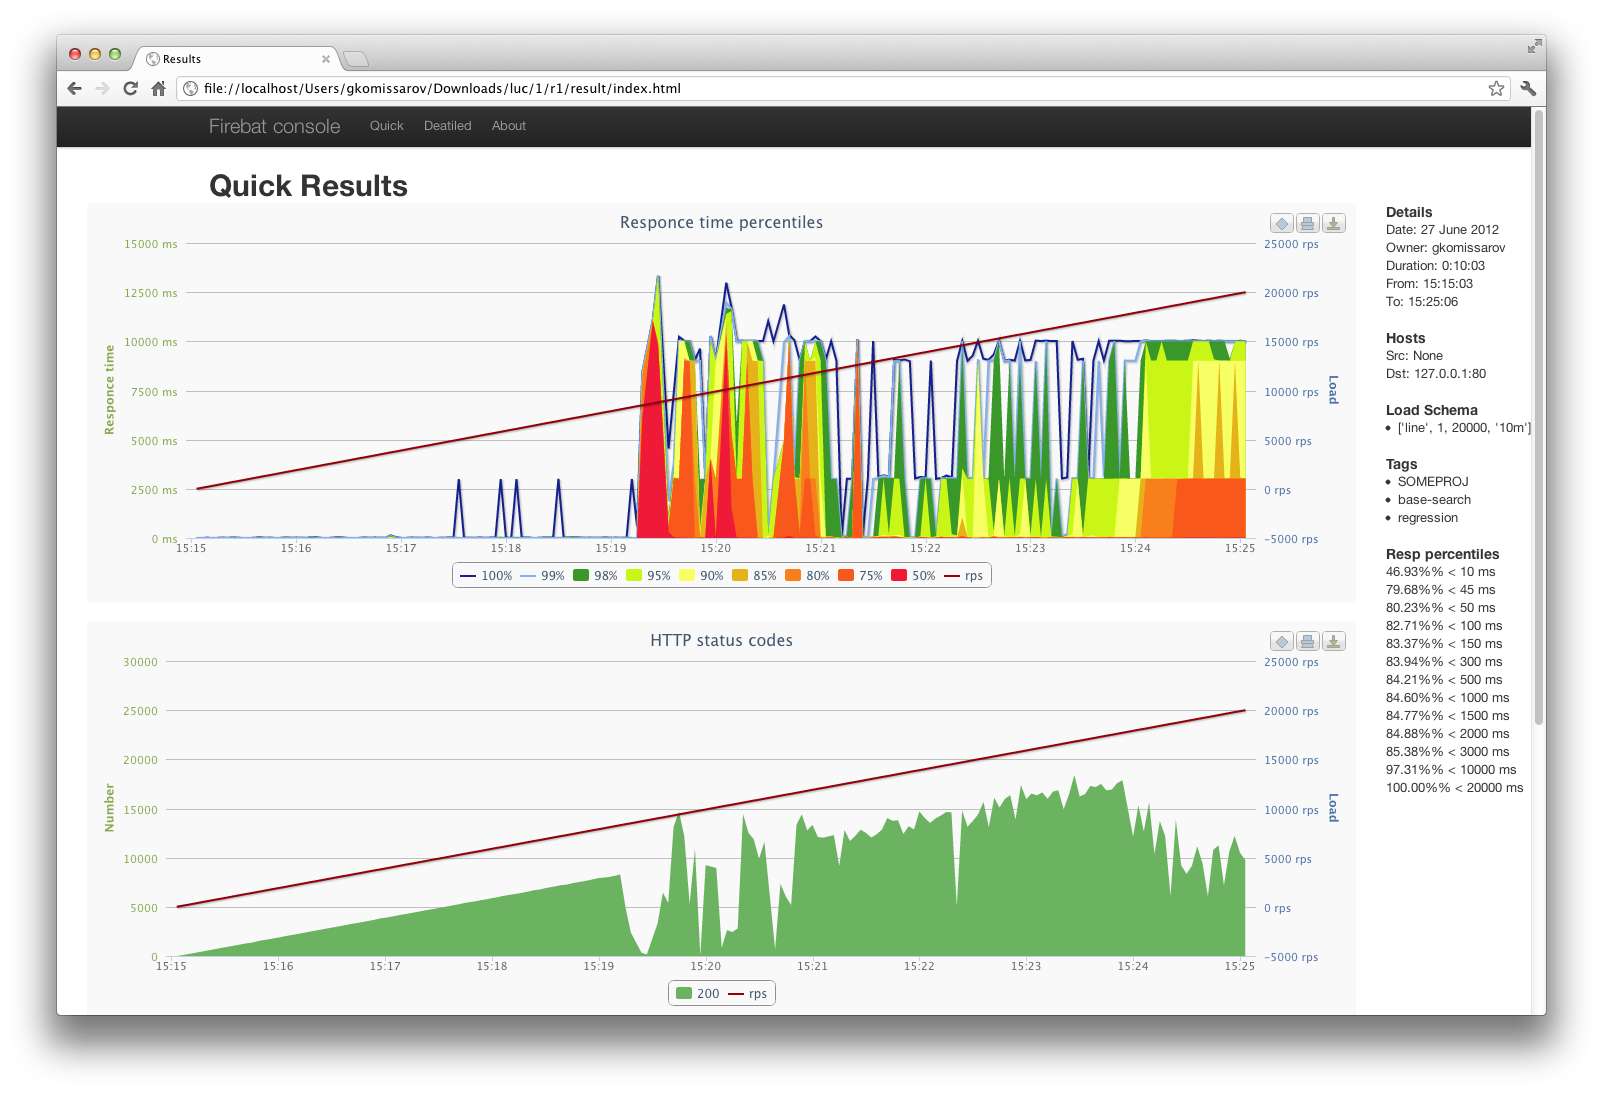 Results
file://localhost/Users/gkomissarov/Downloads/luc/1/r1/result/index.html
Firebat console Quick Deatiled About
Quick Results
Responce time percentiles
15000 ms
12500 ms
10000 ms
7500 ms
5000 ms
2500 ms
0 ms
Responce time
25000 rps
20000 rps
15000 rps
10000 rps
5000 rps
0 rps
-5000 rps
Load
15:15 15:16 15:17 15:18 15:19 15:20 15:21 15:22 15:23 15:24 15:25
100% 99% 98% 95% 90% 85% 80% 75% 50% rps
HTTP status codes
30000
25000
20000
15000
10000
5000
0
Number
25000 rps
20000 rps
15000 rps
10000 rps
5000 rps
0 rps
-5000 rps
Load
15:15 15:16 15:17 15:18 15:19 15:20 15:21 15:22 15:23 15:24 15:25
200 rps
Details
Date: 27 June 2012
Owner: gkomissarov
Duration: 0:10:03
From: 15:15:03
To: 15:25:06
Hosts
Src: None
Dst: 127.0.0.1:80
Load Schema
• ['line', 1, 20000, '10m']
Tags
• SOMEPROJ
• base-search
• regression
Resp percentiles
46.93%% < 10 ms
79.68%% < 45 ms
80.23%% < 50 ms
82.71%% < 100 ms
83.37%% < 150 ms
83.94%% < 300 ms
84.21%% < 500 ms
84.60%% < 1000 ms
84.77%% < 1500 ms
84.88%% < 2000 ms
85.38%% < 3000 ms
97.31%% < 10000 ms
100.00%% < 20000 ms